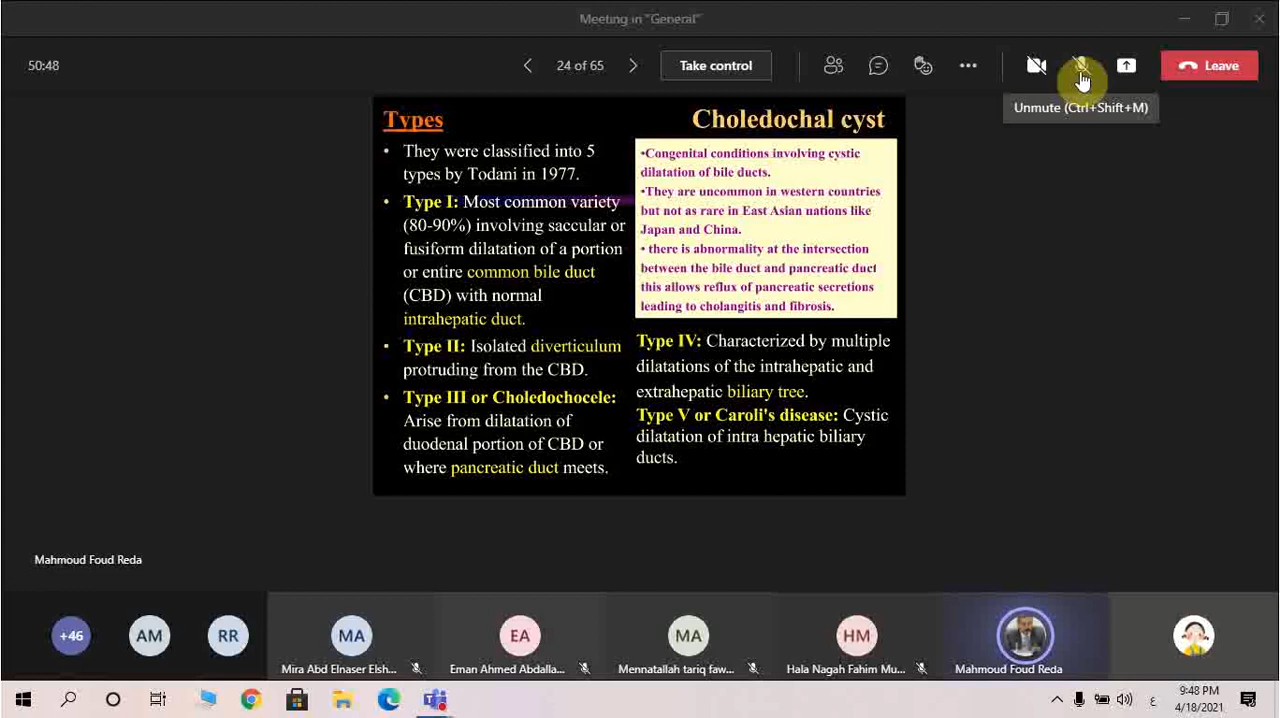 Meeting in "General"
50:48
24 of 65
Take control
Leave
Unmute (Ctrl+Shift+M)
Types
• They were classified into 5
types by Todani in 1977.
• Type I: Most common variety
(80-90%) involving saccular or
fusiform dilatation of a portion
or entire common bile duct
(CBD) with normal
intrahepatic duct.
• Type II: Isolated diverticulum
protruding from the CBD.
• Type III or Choledochocele:
Arise from dilatation of
duodenal portion of CBD or
where pancreatic duct meets.
Choledochal cyst
•Congenital conditions involving cystic
dilatation of bile ducts.
•They are uncommon in western countries
but not as rare in East Asian nations like
Japan and China.
• there is abnormality at the intersection
between the bile duct and pancreatic duct
this allows reflux of pancreatic secretions
leading to cholangitis and fibrosis.
Type IV: Characterized by multiple
dilatations of the intrahepatic and
extrahepatic biliary tree.
Type V or Caroli's disease: Cystic
dilatation of intra hepatic biliary
ducts.
Mahmoud Foud Reda
+46
AM
RR
MA
EA
MA
HM
Mira Abd Elnaser Elsh...
Eman Ahmed Abdalla...
Mennatallah tariq faw...
Hala Nagah Fahim Mu...
Mahmoud Foud Reda
ع
9:48 PM
4/18/2021